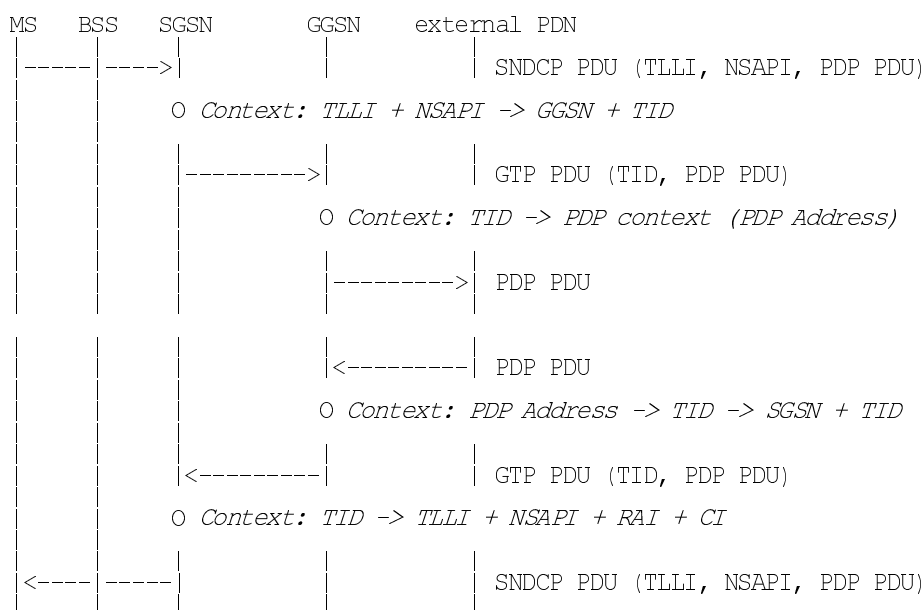 MS BSS SGSN GGSN external PDN
SNDCP PDU (TLLI, NSAPI, PDP PDU)
O Context: TLLI + NSAPI -> GGSN + TID
GTP PDU (TID, PDP PDU)
O Context: TID -> PDP context (PDP Address)
PDP PDU
PDP PDU
O Context: PDP Address -> TID -> SGSN + TID
GTP PDU (TID, PDP PDU)
O Context: TID -> TLLI + NSAPI + RAI + CI
SNDCP PDU (TLLI, NSAPI, PDP PDU)